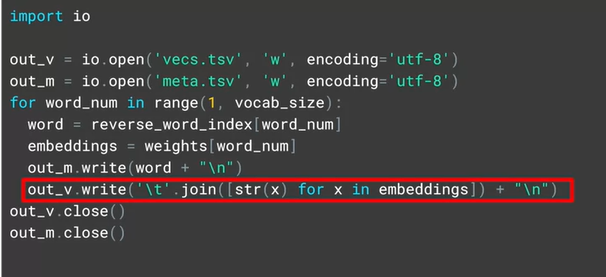 import io
out_v = io.open('vecs.tsv', 'w', encoding='utf-8')
out_m = io.open('meta.tsv', 'w', encoding='utf-8')
for word_num in range(1, vocab_size):
  word = reverse_word_index[word_num]
  embeddings = weights[word_num]
  out_m.write(word + "\n")
  out_v.write('\t'.join([str(x) for x in embeddings]) + "\n")
out_v.close()
out_m.close()